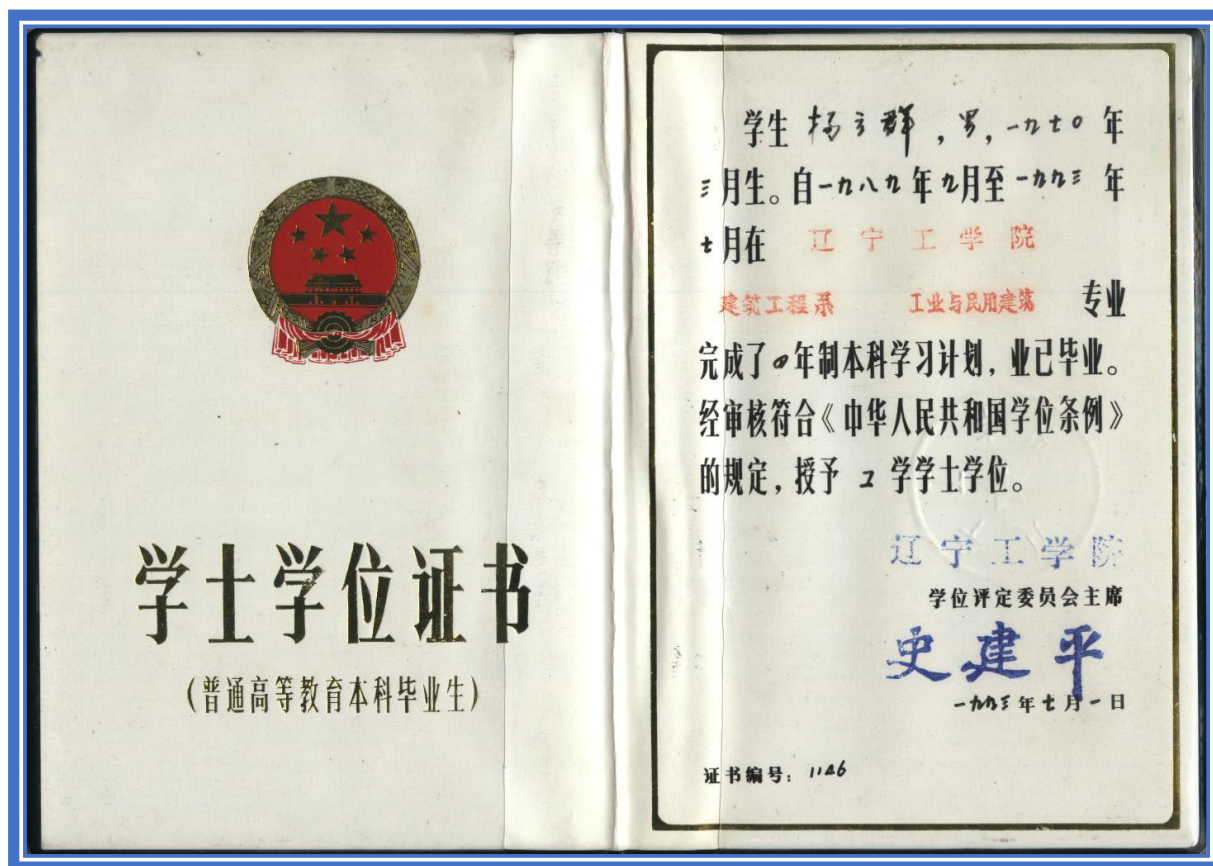 学士学位证书
(普通高等教育本科毕业生)
学生 杨立群，男，一九七〇年
三月生。自一九八九年九月至一九九三年
七月在 辽宁工学院
建筑工程系 工业与民用建筑 专业
完成了四年制本科学习计划，业已毕业。
经审核符合《中华人民共和国学位条例》
的规定，授予 工 学学士学位。
辽宁工学院
学位评定委员会主席
史建平
一九九三年七月一日
证书编号：1146